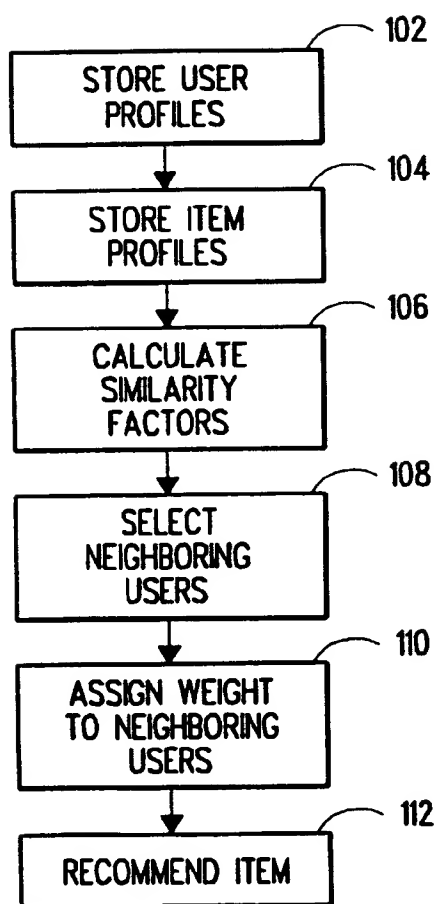 102
STORE USER
PROFILES
104
STORE ITEM
PROFILES
106
CALCULATE
SIMILARITY
FACTORS
108
SELECT
NEIGHBORING
USERS
110
ASSIGN WEIGHT
TO NEIGHBORING
USERS
112
RECOMMEND ITEM